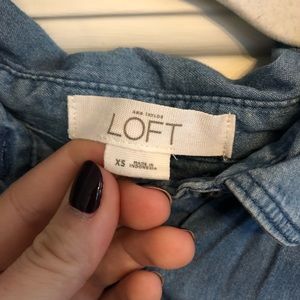 ANN TAYLOR
LOFT
XS
MADE IN
INDONESIA